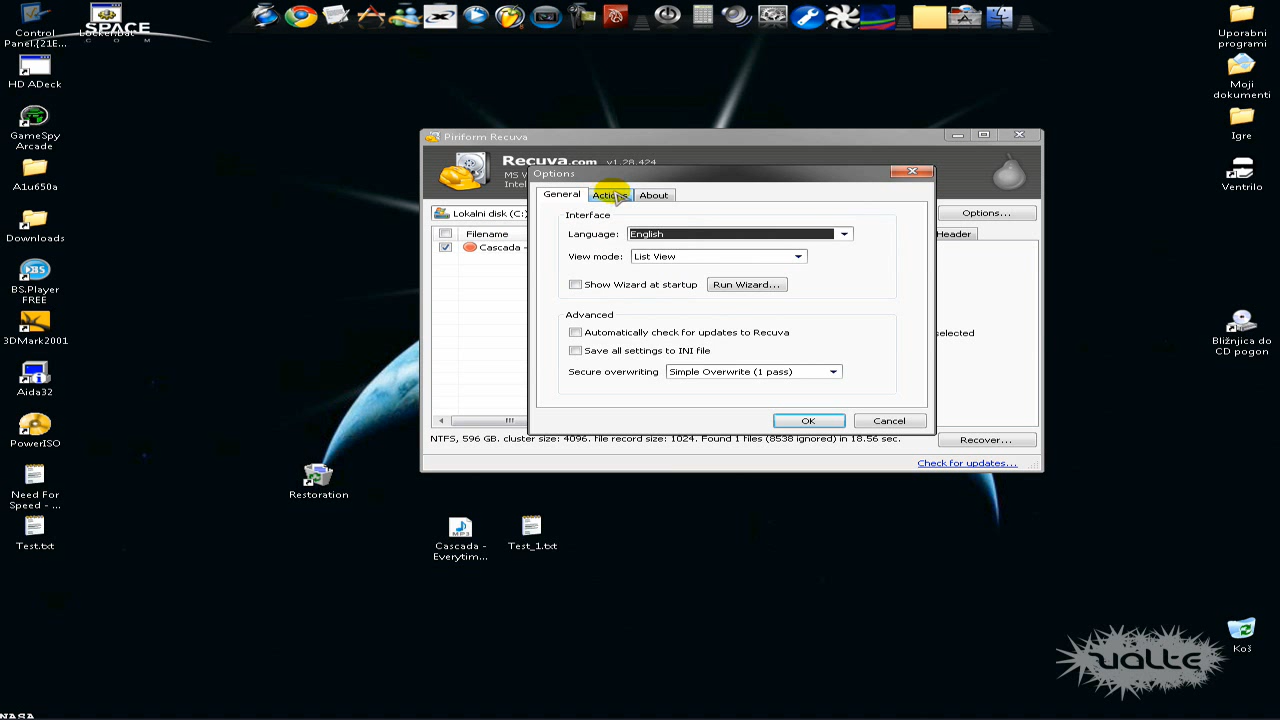 Control
Panel.{21E...
SPACE
C O M
HD ADeck
GameSpy
Arcade
A1u650a
Downloads
BS.Player
FREE
3DMark2001
Aida32
PowerISO
Need For
Speed - ...
Test.txt
Restoration
Cascada -
Everytim...
Test_1.txt
Piriform Recuva
Recuva.com v1.28.424
MS
Intel
Lokalni disk (C:)
Options...
Filename
Header
Cascada -
selected
Options
General
Actions
About
Interface
Language:
English
View mode:
List View
Show Wizard at startup
Run Wizard...
Advanced
Automatically check for updates to Recuva
Save all settings to INI file
Secure overwriting
Simple Overwrite (1 pass)
OK
Cancel
NTFS, 596 GB. cluster size: 4096. file record size: 1024. Found 1 files (8538 ignored) in 18.56 sec.
Recover...
Check for updates...
Uporabni
programi
Moji
dokumenti
Igre
Ventrilo
Bližnjica do
CD pogon
Koš
valte
NASA